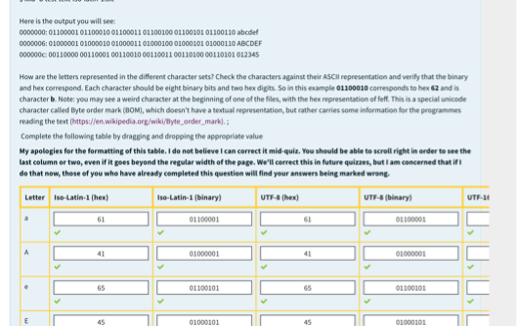 Here is the output you will see:
0000000: 01100001 01100010 01100011 01100100 01100101 01100110 abcdef
0000006: 01000001 01000010 01000011 01000100 01000101 01000110 ABCDEF
000000c: 00110000 00110001 00110010 00110011 00110100 00110101 012345
How are the letters represented in the different character sets? Check the characters against their ASCII representation and verify that the binary
and hex correspond. Each character should be eight binary bits and two hex digits. So in this example 01100010 corresponds to hex 62 and is
character b. Note: you may see a weird character at the beginning of one of the files, with the hex representation of feff. This is a special unicode
character called Byte order mark (BOM), which doesn't have a textual representation, but rather carries some information for the programmes
reading the text (https://en.wikipedia.org/wiki/Byte_order_mark). ;
Complete the following table by dragging and dropping the appropriate value
My apologies for the formatting of this table. I do not believe I can correct it mid-quiz. You should be able to scroll right in order to see the
last column or two, even if it goes beyond the regular width of the page. We'll correct this in future quizzes, but I am concerned that if I
do that now, those of you who have already completed this question will find your answers being marked wrong.
Letter Iso-Latin-1 (hex) Iso-Latin-1 (binary) UTF-8 (hex) UTF-8 (binary) UTF-16
a 61 01100001 61 01100001
A 41 01000001 41 01000001
e 65 01100101 65 01100101
E 45 01000101 45 01000101